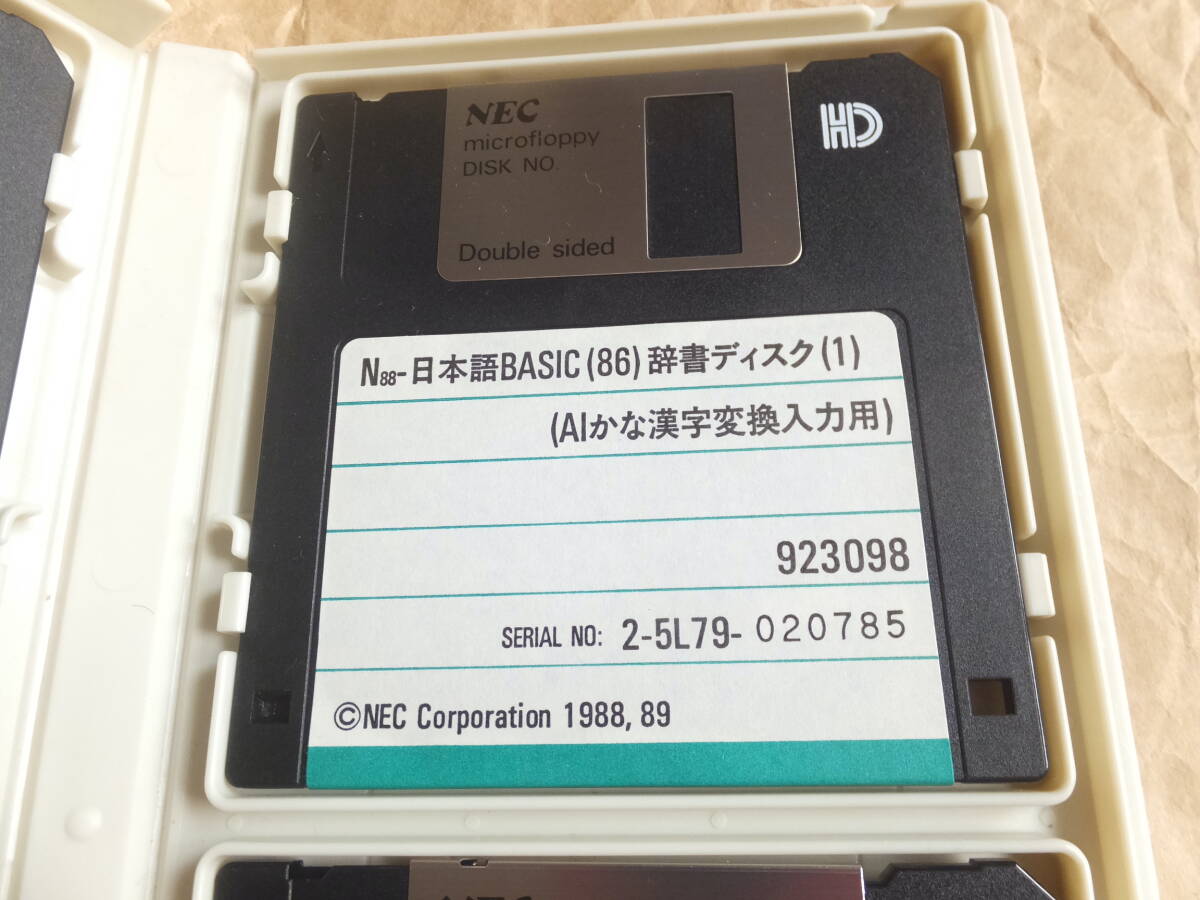 NEC
microfloppy
DISK NO.
Double sided
HD
N88-日本語BASIC(86)辞書ディスク(1)
(AIかな漢字変換入力用)
923098
SERIAL NO: 2-5L79- 020785
©NEC Corporation 1988, 89